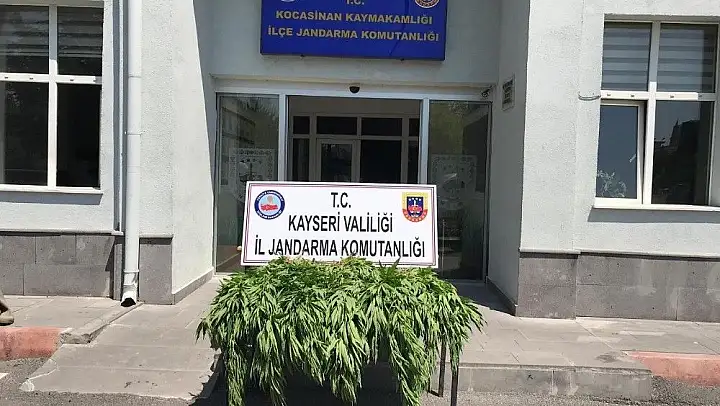 T.C.
KOCASİNAN KAYMAKAMLIĞI
İLÇE JANDARMA KOMUTANLIĞI
T.C.
KAYSERİ VALİLİĞİ
İL JANDARMA KOMUTANLIĞI